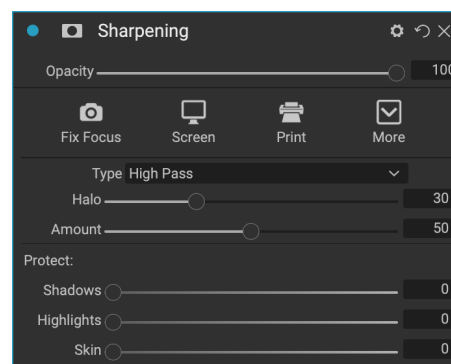 Sharpening
Opacity 100
Fix Focus Screen Print More
Type High Pass
Halo 30
Amount 50
Protect:
Shadows 0
Highlights 0
Skin 0